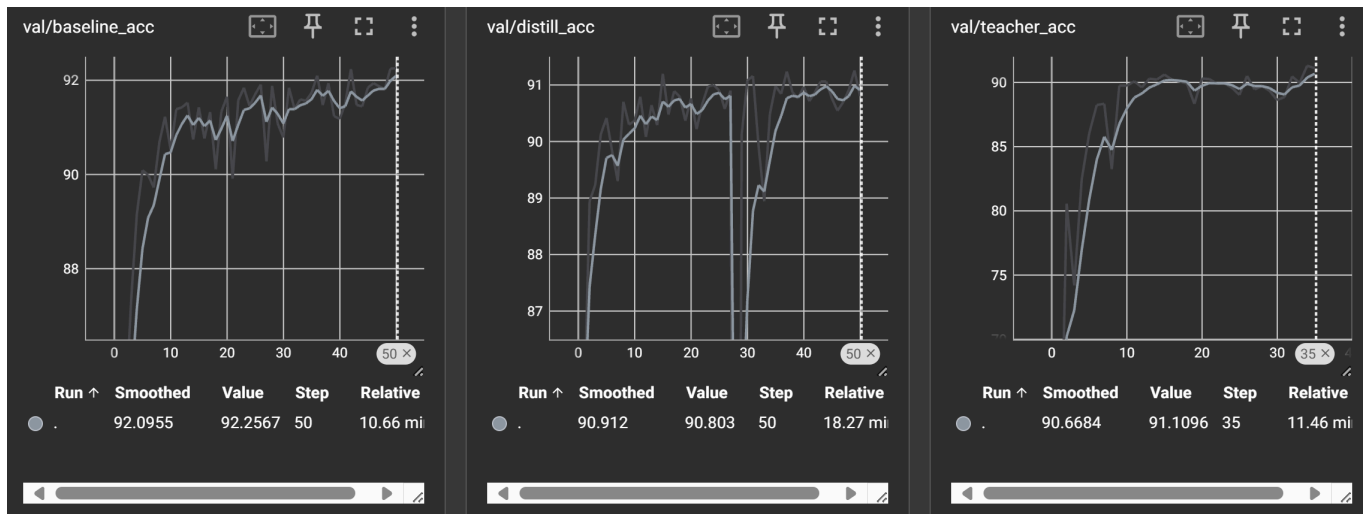 val/baseline_acc
92
90
88
0 10 20 30 40 50 ×
Run ↑ Smoothed Value Step Relative
. 92.0955 92.2567 50 10.66 mi
val/distill_acc
91
90
89
88
87
0 10 20 30 40 50 ×
Run ↑ Smoothed Value Step Relative
. 90.912 90.803 50 18.27 mi
val/teacher_acc
90
85
80
75
70
0 10 20 30 35 × 4
Run ↑ Smoothed Value Step Relative
. 90.6684 91.1096 35 11.46 mi